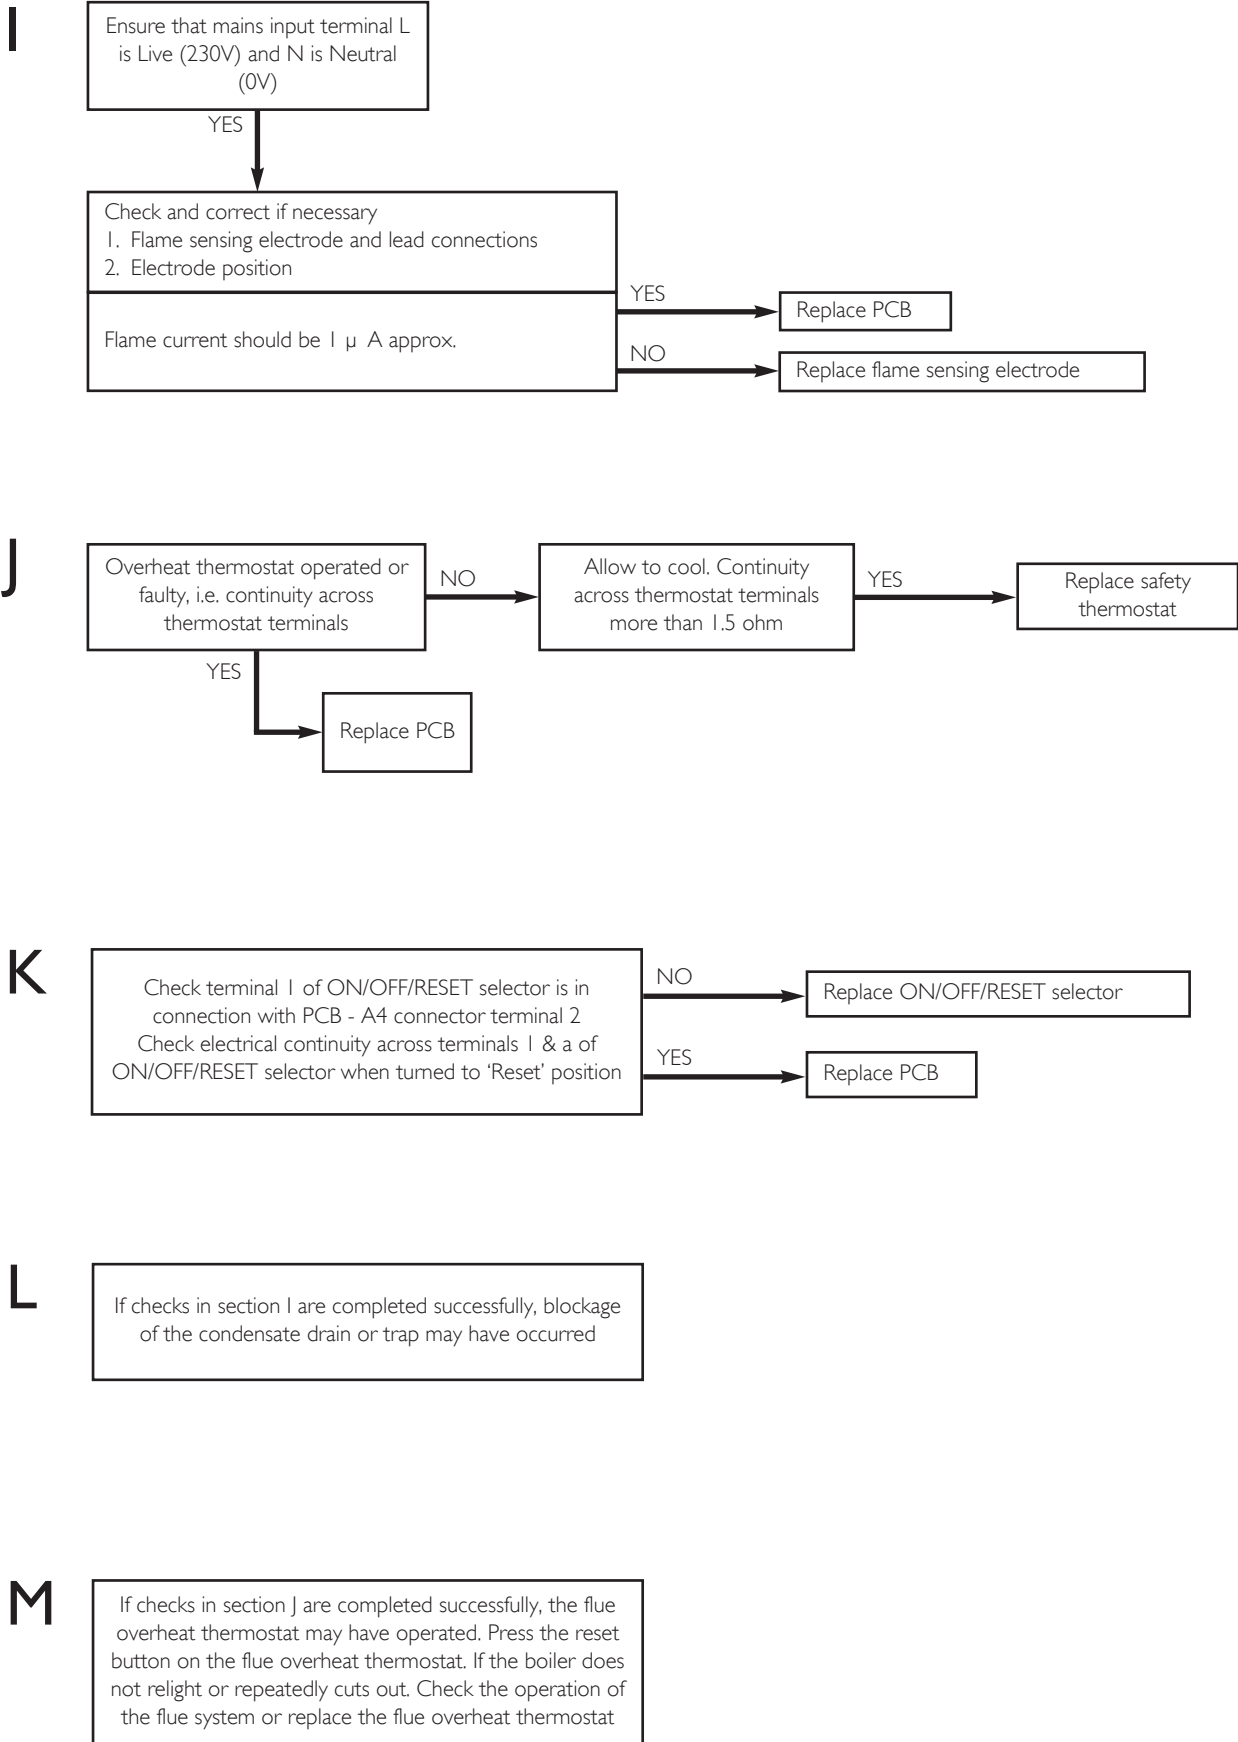 I
Ensure that mains input terminal L
is Live (230V) and N is Neutral
(0V)
YES
Check and correct if necessary
1. Flame sensing electrode and lead connections
2. Electrode position
Flame current should be 1 μ A approx.
YES
Replace PCB
NO
Replace flame sensing electrode
J
Overheat thermostat operated or
faulty, i.e. continuity across
thermostat terminals
NO
Allow to cool. Continuity
across thermostat terminals
more than 1.5 ohm
YES
Replace safety
thermostat
YES
Replace PCB
K
Check terminal 1 of ON/OFF/RESET selector is in
connection with PCB - A4 connector terminal 2
Check electrical continuity across terminals 1 & a of
ON/OFF/RESET selector when turned to ‘Reset’ position
NO
Replace ON/OFF/RESET selector
YES
Replace PCB
L
If checks in section I are completed successfully, blockage
of the condensate drain or trap may have occurred
M
If checks in section J are completed successfully, the flue
overheat thermostat may have operated. Press the reset
button on the flue overheat thermostat. If the boiler does
not relight or repeatedly cuts out. Check the operation of
the flue system or replace the flue overheat thermostat